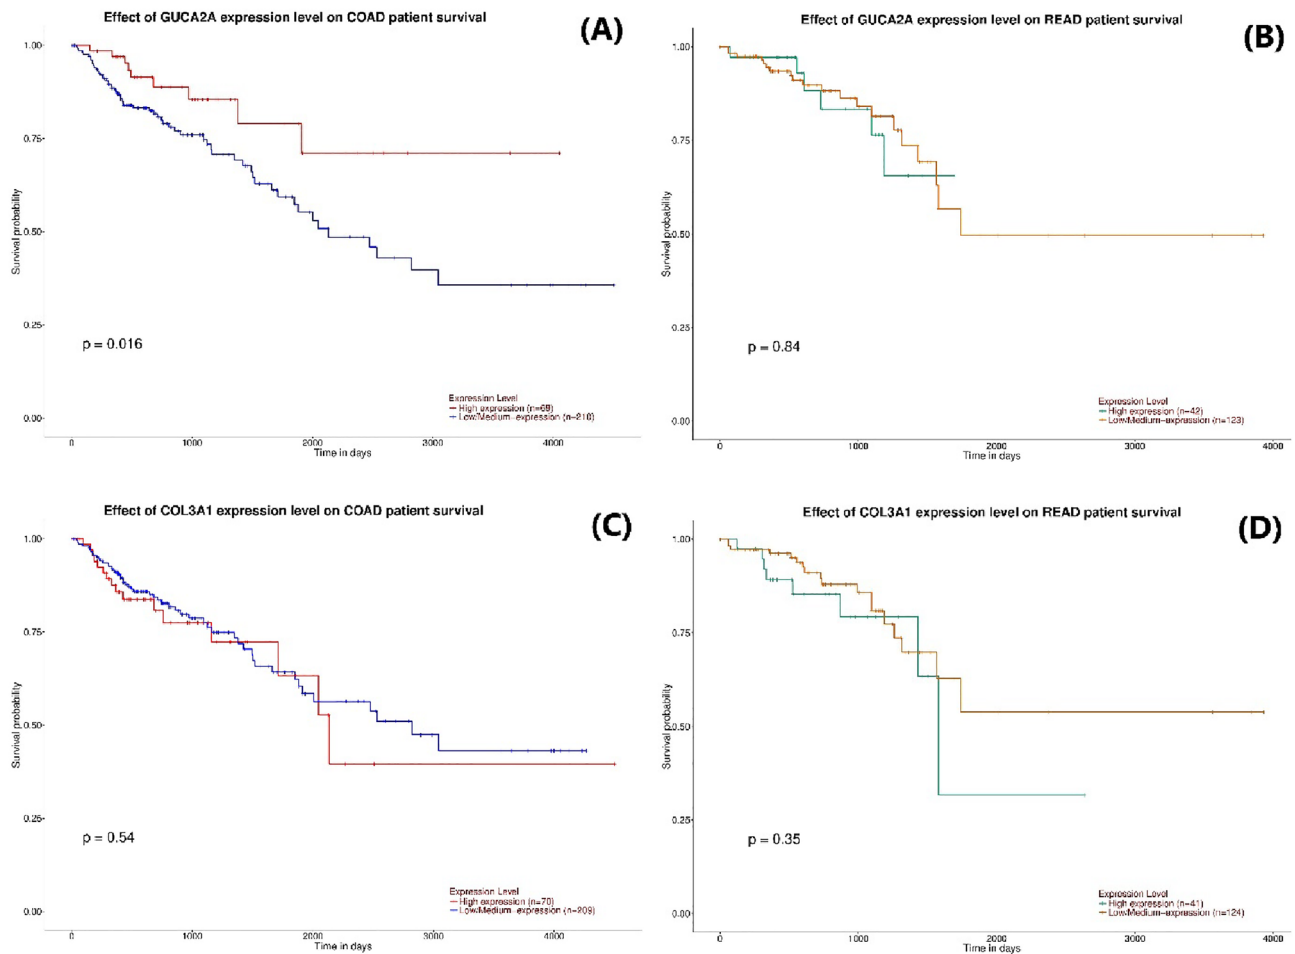 Effect of GUCA2A expression level on COAD patient survival
(A)
1.00
0.75
0.50
0.25
0.00
Survival probability
p = 0.016
Expression Level
High expression (n=69)
Low/Medium-expression (n=210)
0 1000 2000 3000 4000
Time in days
Effect of GUCA2A expression level on READ patient survival
(B)
1.00
0.75
0.50
0.25
0.00
Survival probability
p = 0.84
Expression Level
High expression (n=42)
Low/Medium-expression (n=123)
0 1000 2000 3000 4000
Time in days
Effect of COL3A1 expression level on COAD patient survival
(C)
1.00
0.75
0.50
0.25
0.00
Survival probability
p = 0.54
Expression Level
High expression (n=70)
Low/Medium-expression (n=209)
0 1000 2000 3000 4000
Time in days
Effect of COL3A1 expression level on READ patient survival
(D)
1.00
0.75
0.50
0.25
0.00
Survival probability
p = 0.35
Expression Level
High expression (n=41)
Low/Medium-expression (n=124)
0 1000 2000 3000 4000
Time in days